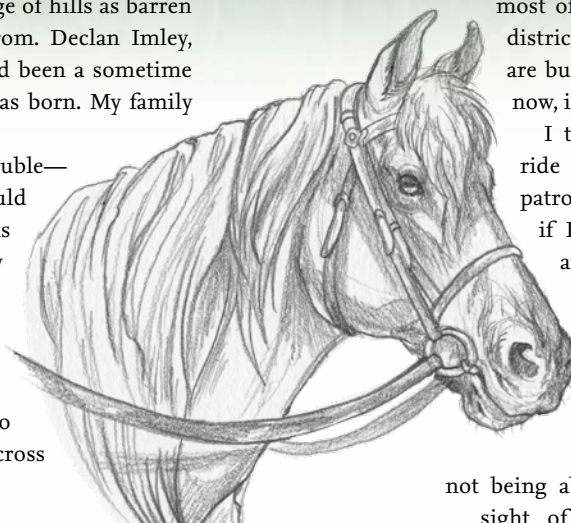 ge of hills as barren
rom. Declan Imley,
d been a sometime
as born. My family
uble—
uld
s
o
cross
most of
distric
are bu
now, i
I t
ride
patro
if I
a
not being a
sight of